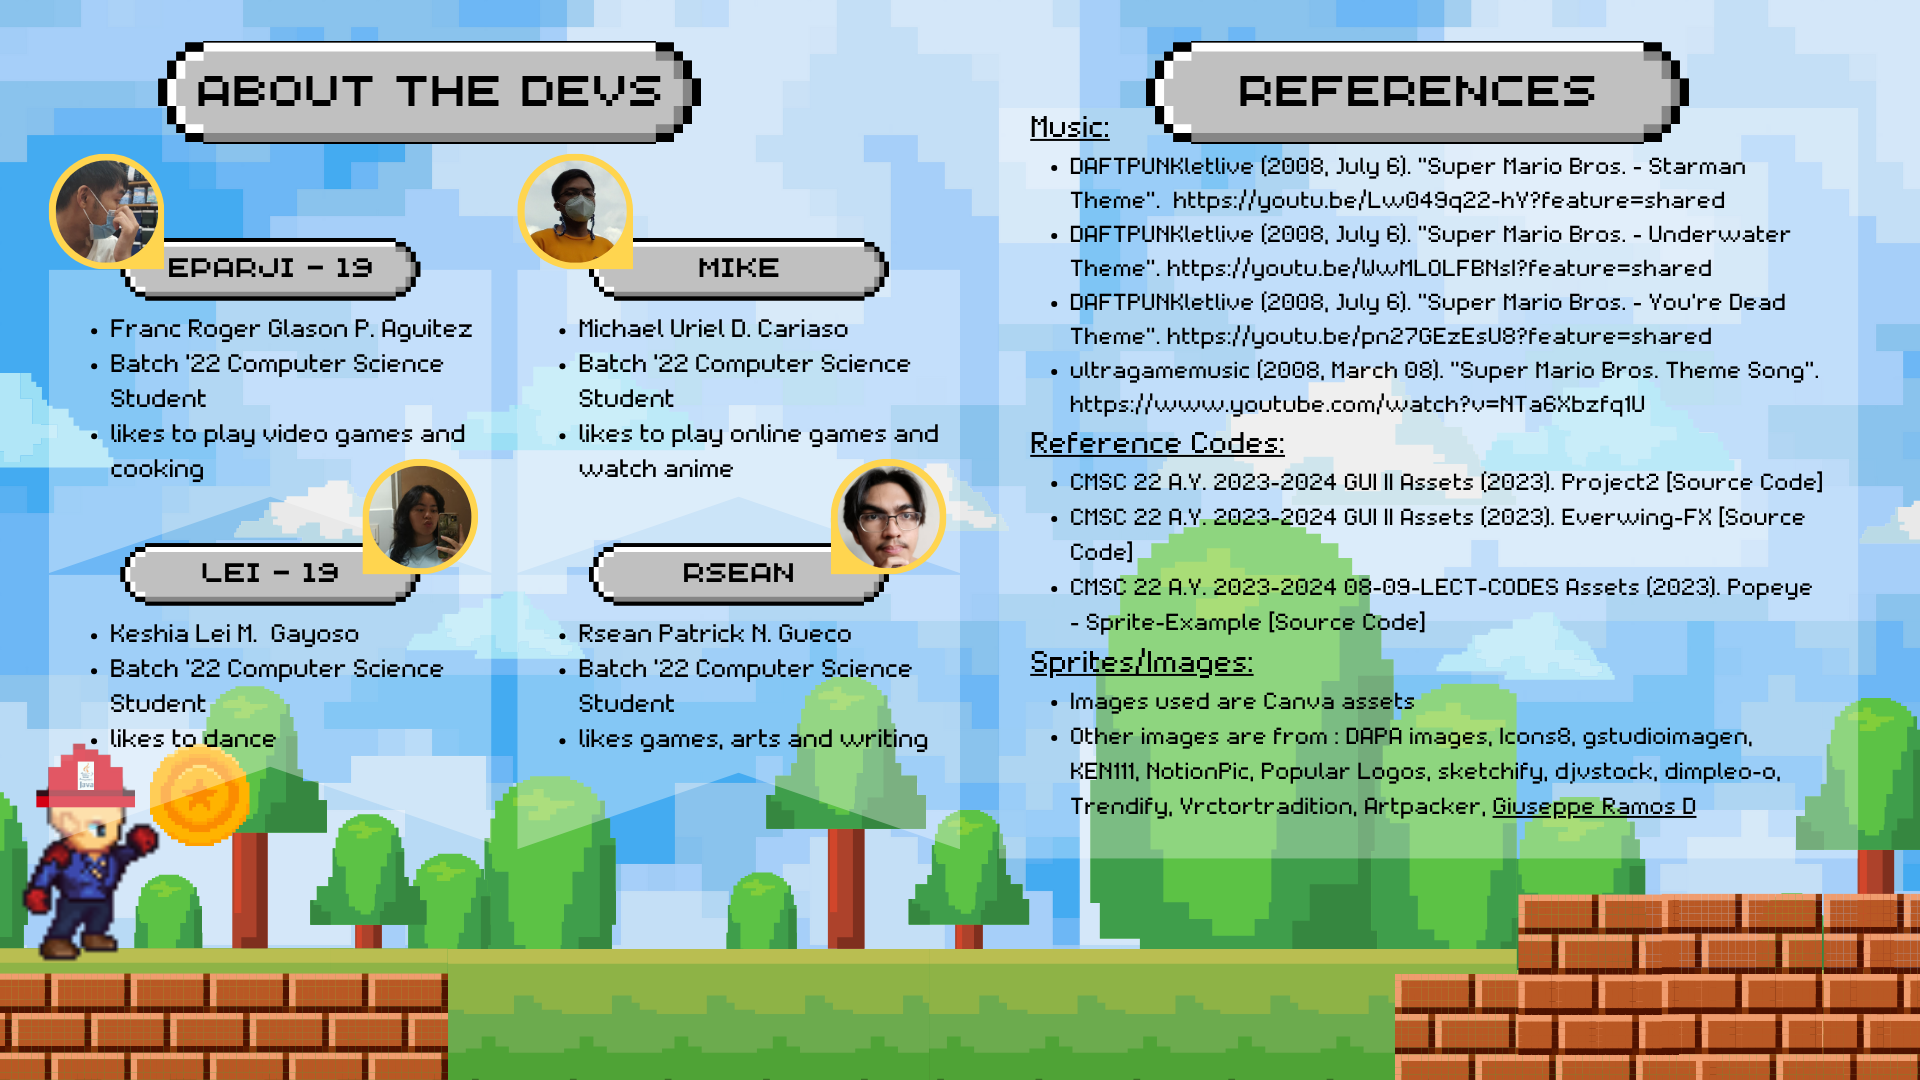 ABOUT THE DEVS
EPARJI - 19
Franc Roger Glason P. Aguitez
Batch '22 Computer Science
Student
likes to play video games and
cooking
MIKE
Michael Uriel D. Cariaso
Batch '22 Computer Science
Student
likes to play online games and
watch anime
LEI - 19
Keshia Lei M. Gayoso
Batch '22 Computer Science
Student
likes to dance
RSEAN
Rsean Patrick N. Gueco
Batch '22 Computer Science
Student
likes games, arts and writing
Java
REFERENCES
Music:
DAFTPUNKletlive (2008, July 6). "Super Mario Bros. - Starman
Theme". https://youtu.be/Lw049q22-hY?feature=shared
DAFTPUNKletlive (2008, July 6). "Super Mario Bros. - Underwater
Theme". https://youtu.be/WwML0LFBNsI?feature=shared
DAFTPUNKletlive (2008, July 6). "Super Mario Bros. - You're Dead
Theme". https://youtu.be/pn27GEzEsU8?feature=shared
ultragamemusic (2008, March 08). "Super Mario Bros. Theme Song".
https://www.youtube.com/watch?v=NTa6Xbzfq1U
Reference Codes:
CMSC 22 A.Y. 2023-2024 GUI II Assets (2023). Project2 [Source Code]
CMSC 22 A.Y. 2023-2024 GUI II Assets (2023). Everwing-FX [Source
Code]
CMSC 22 A.Y. 2023-2024 08-09-LECT-CODES Assets (2023). Popeye
- Sprite-Example [Source Code]
Sprites/Images:
Images used are Canva assets
Other images are from : DAPA images, Icons8, gstudioimagen,
KEN111, NotionPic, Popular Logos, sketchify, djvstock, dimpleo-o,
Trendify, Vrctortradition, Artpacker, Giuseppe Ramos D